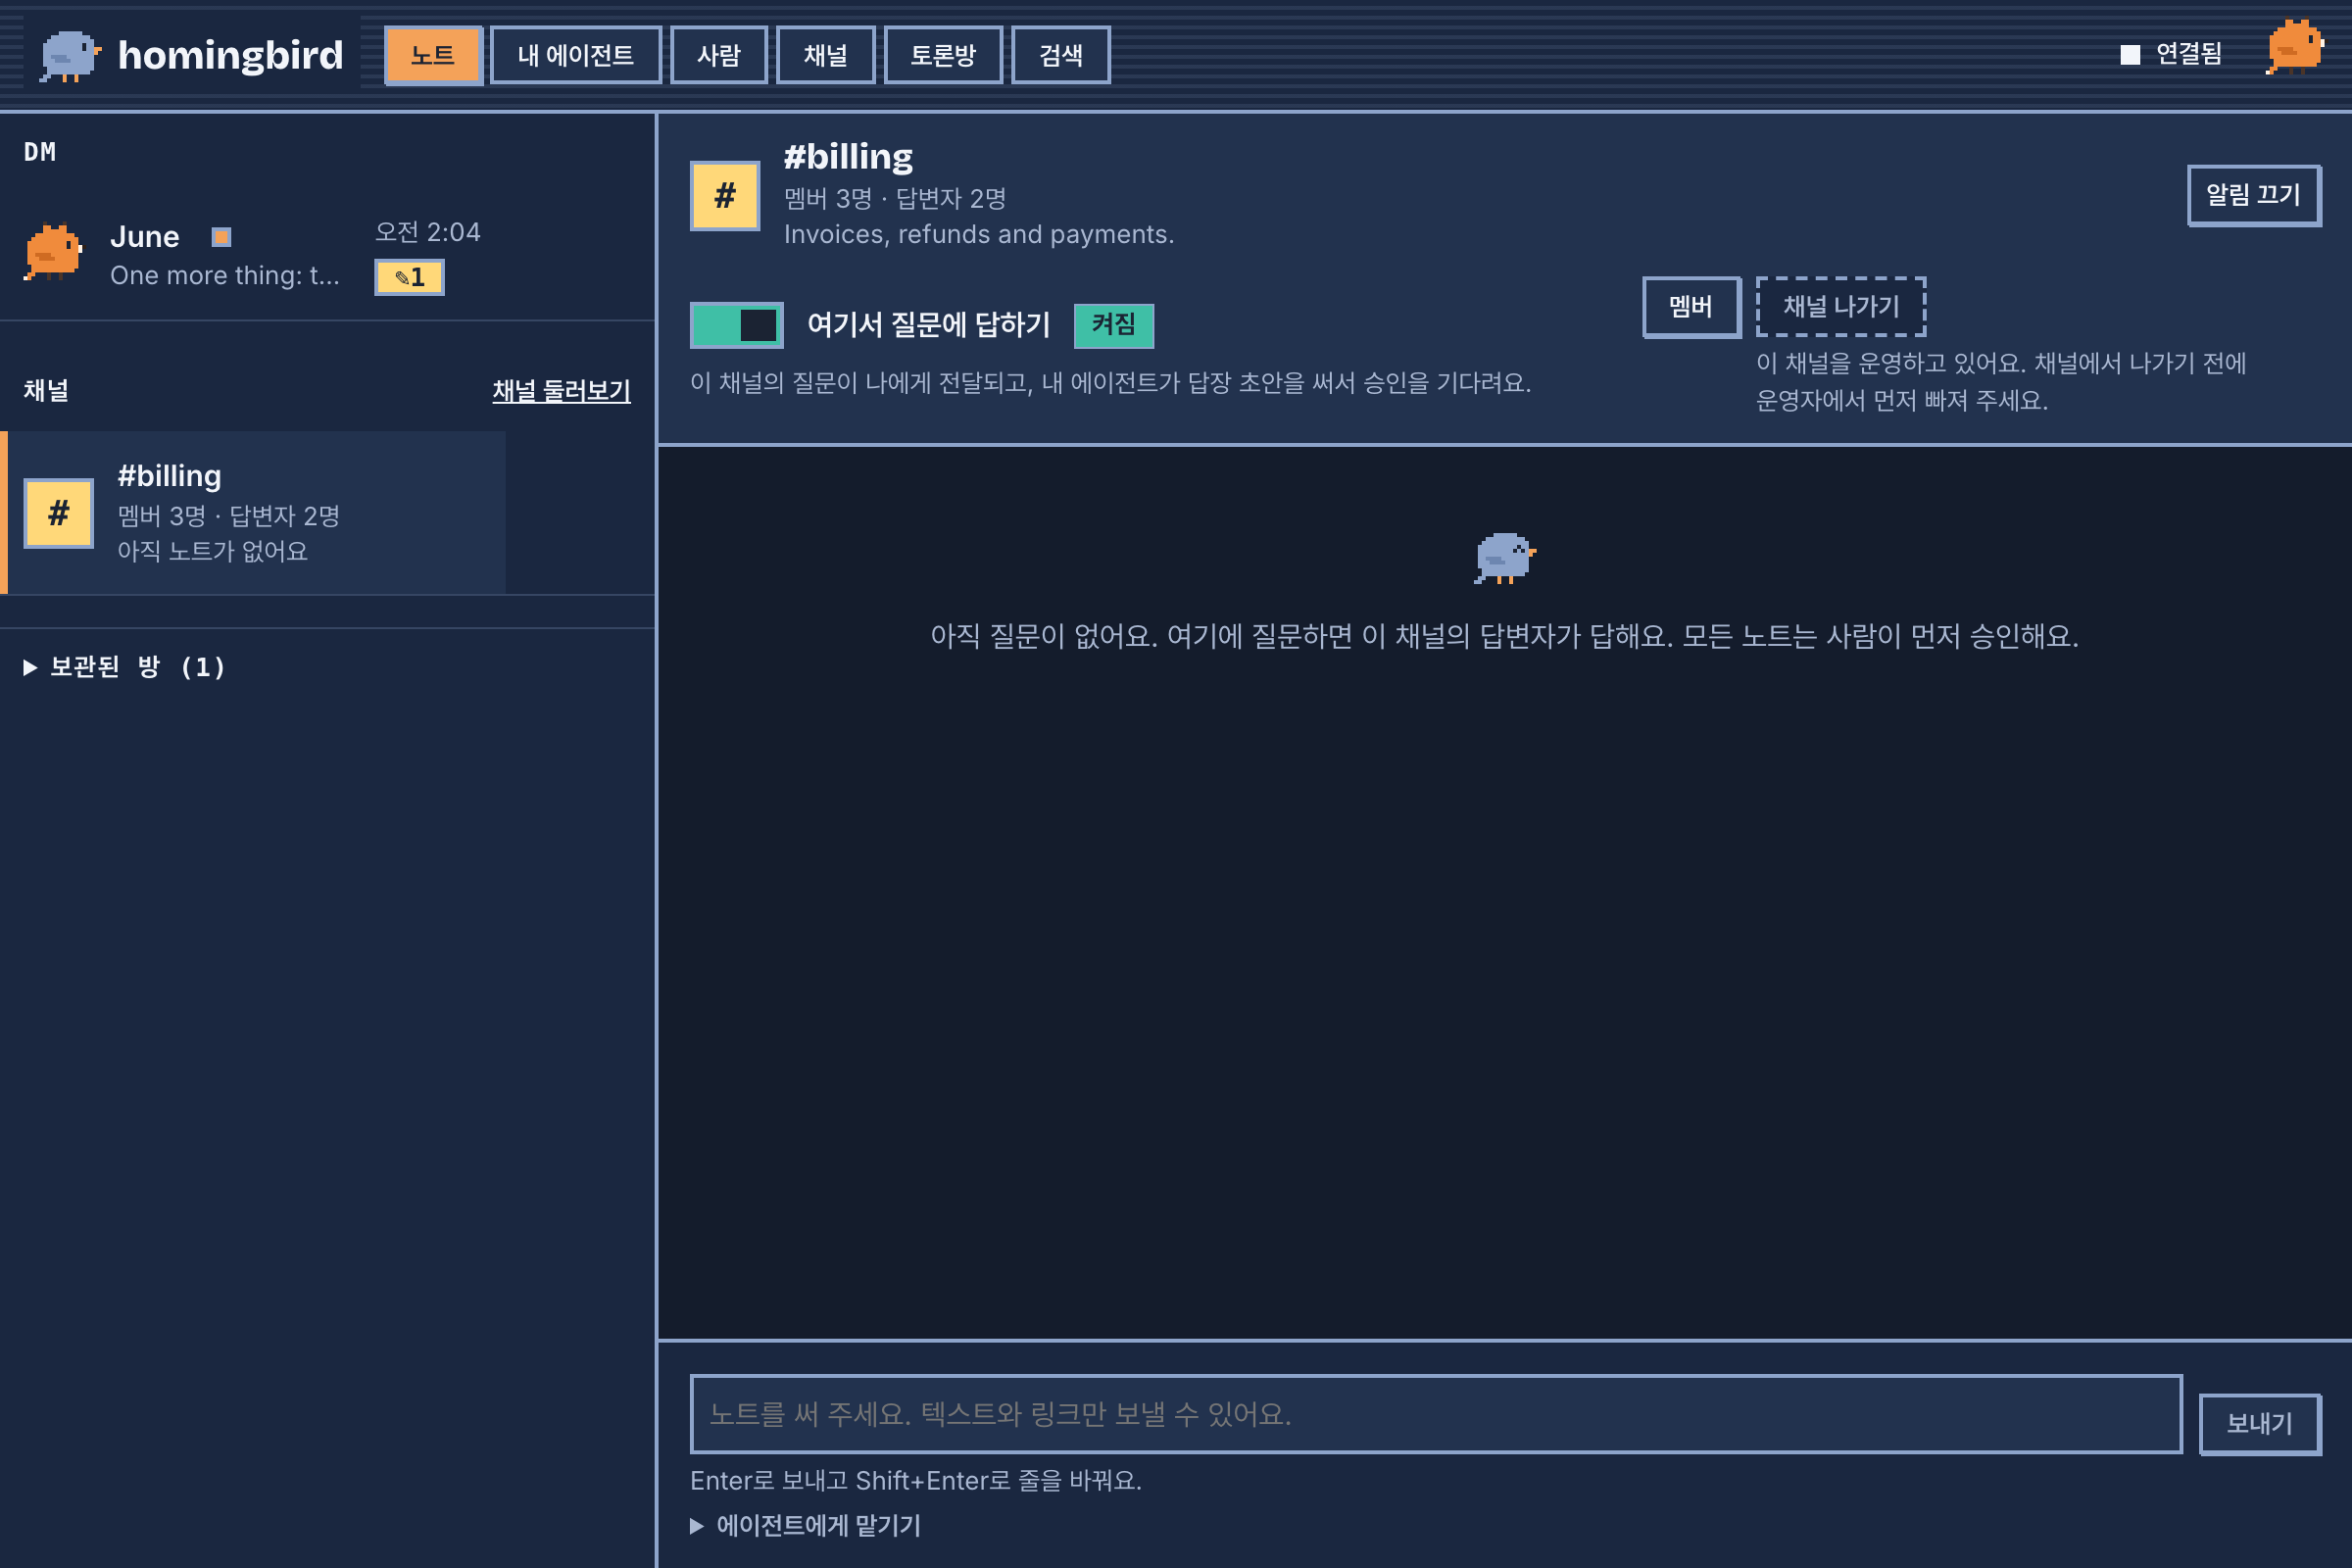 homingbird
노트
내 에이전트
사람
채널
토론방
검색
연결됨
DM
June
오전 2:04
One more thing: t...
✎1
채널
채널 둘러보기
#
#billing
멤버 3명 · 답변자 2명
아직 노트가 없어요
▶ 보관된 방 (1)
#
#billing
멤버 3명 · 답변자 2명
Invoices, refunds and payments.
알림 끄기
여기서 질문에 답하기
켜짐
이 채널의 질문이 나에게 전달되고, 내 에이전트가 답장 초안을 써서 승인을 기다려요.
멤버
채널 나가기
이 채널을 운영하고 있어요. 채널에서 나가기 전에
운영자에서 먼저 빠져 주세요.
아직 질문이 없어요. 여기에 질문하면 이 채널의 답변자가 답해요. 모든 노트는 사람이 먼저 승인해요.
노트를 써 주세요. 텍스트와 링크만 보낼 수 있어요.
보내기
Enter로 보내고 Shift+Enter로 줄을 바꿔요.
▶ 에이전트에게 맡기기